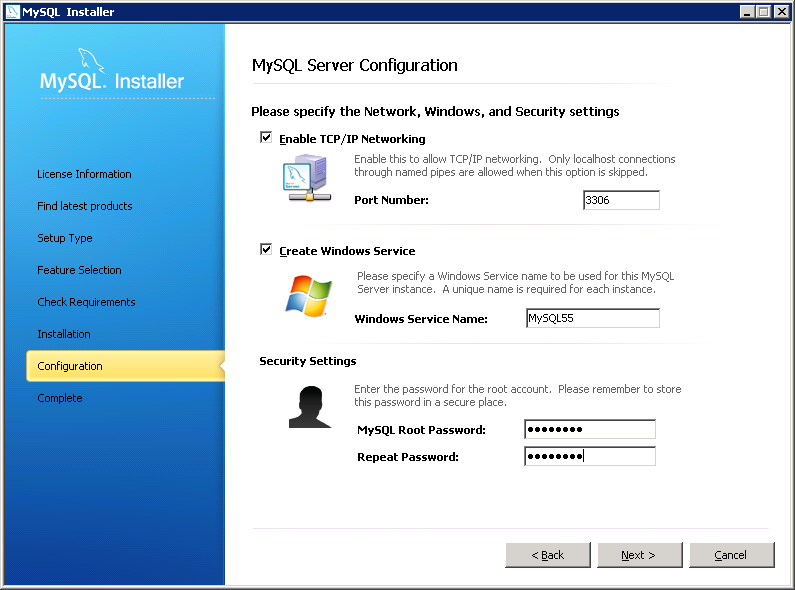 MySQL Installer
MySQL. Installer
License Information
Find latest products
Setup Type
Feature Selection
Check Requirements
Installation
Configuration
Complete
MySQL Server Configuration
Please specify the Network, Windows, and Security settings
Enable TCP/IP Networking
Enable this to allow TCP/IP networking. Only localhost connections
through named pipes are allowed when this option is skipped.
Port Number: 3306
Create Windows Service
Please specify a Windows Service name to be used for this MySQL
Server instance. A unique name is required for each instance.
Windows Service Name: MySQL55
Security Settings
Enter the password for the root account. Please remember to store
this password in a secure place.
MySQL Root Password: ●●●●●●●●
Repeat Password: ●●●●●●●●
< Back Next > Cancel